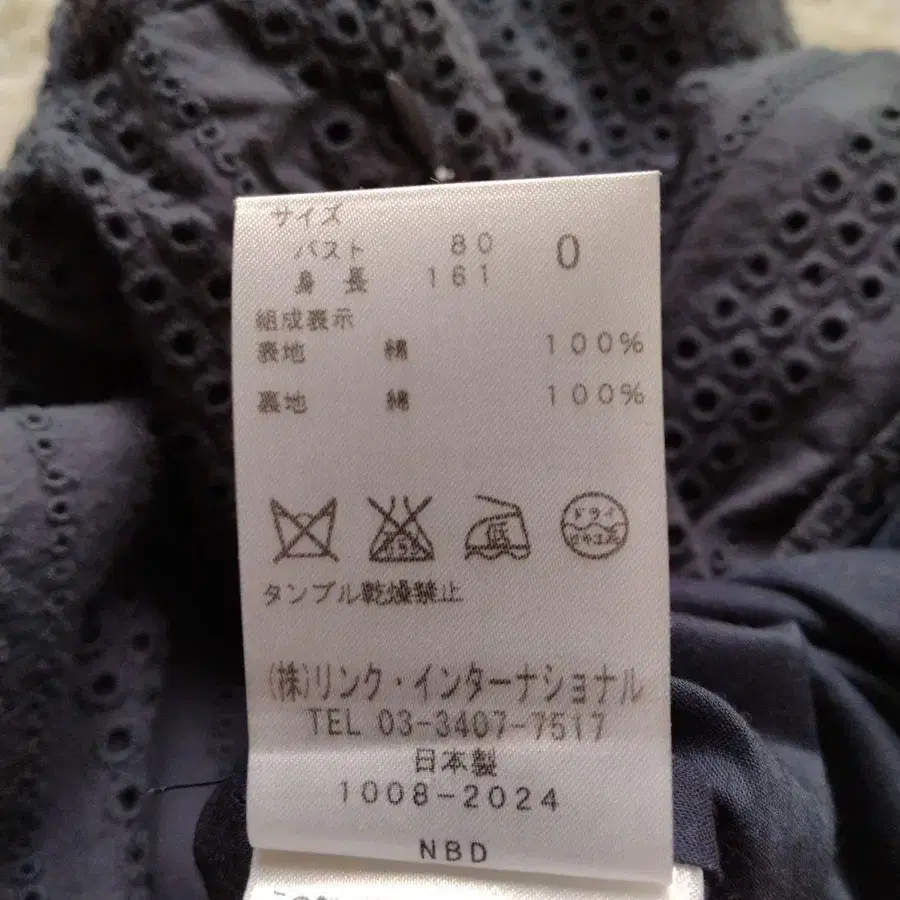 サイズ
バスト 80 0
身長 161
組成表示
表地 綿 100%
裏地 綿 100%
低
ドライ
タンブル乾燥禁止
(株)リンク・インターナショナル
TEL 03-3407-7517
日本製
1008-2024
NBD